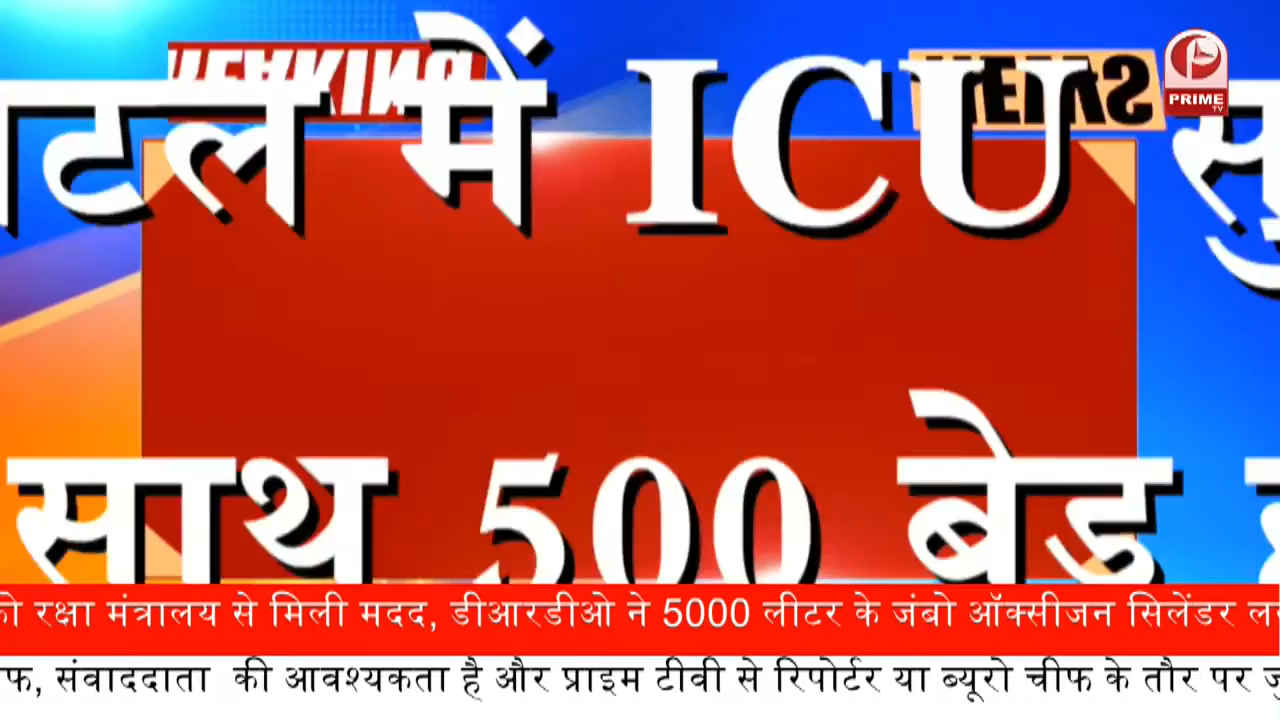 PRIME
TV
में ICU
साथ 500 बेड
को रक्षा मंत्रालय से मिली मदद, डीआरडीओ ने 5000 लीटर के जंबो ऑक्सीजन सिलेंडर
संवाददाता की आवश्यकता है और प्राइम टीवी से रिपोर्टर या ब्यूरो चीफ के तौर पर